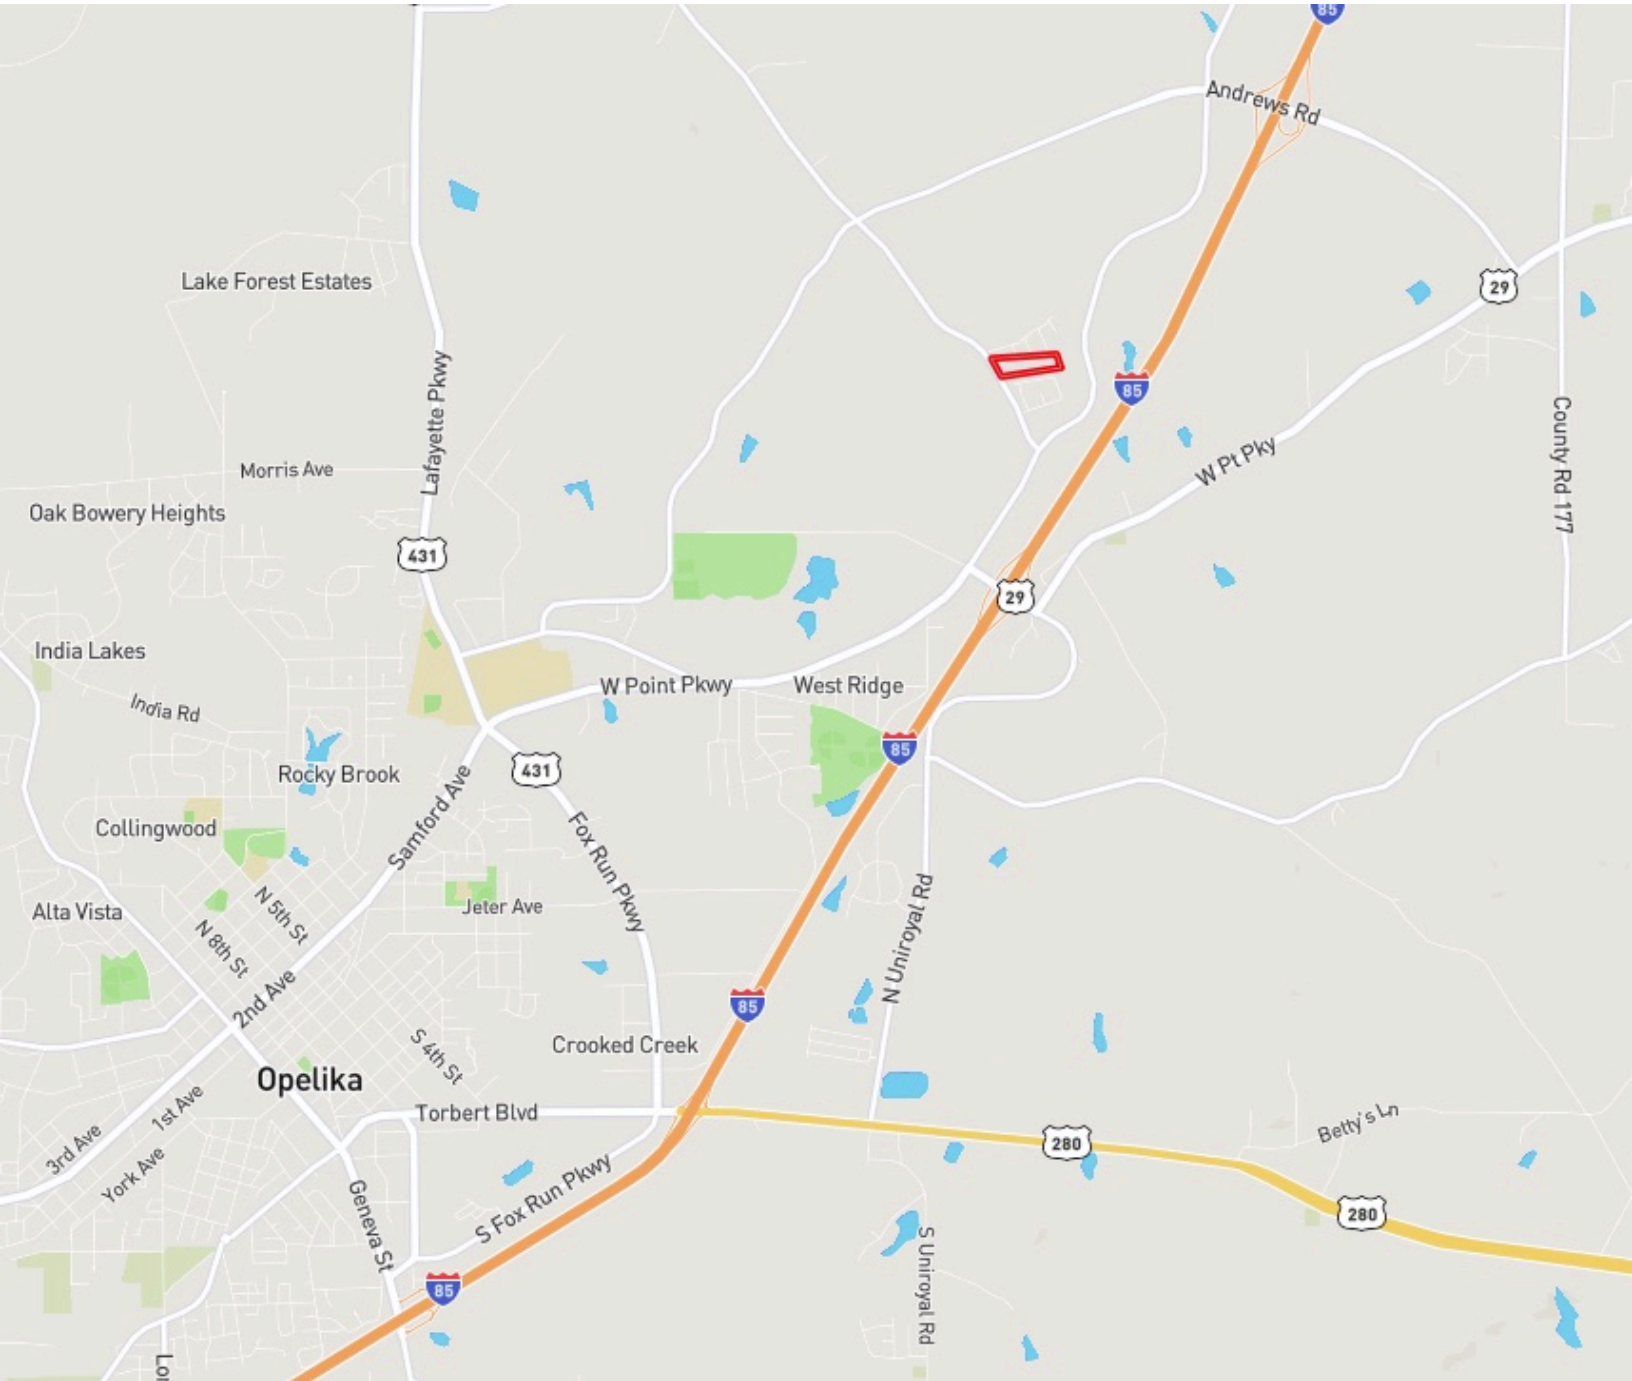 85
Andrews Rd
Lake Forest Estates
29
Lafayette Pkwy
85
County Rd 177
W Pt Pky
Morris Ave
Oak Bowery Heights
431
29
India Lakes
W Point Pkwy
West Ridge
India Rd
85
Rocky Brook
431
Samford Ave
Collingwood
Fox Run Pkwy
N 5th St
Jeter Ave
Alta Vista
N 8th St
N Uniroyal Rd
2nd Ave
85
Crooked Creek
S 4th St
Opelika
1st Ave
Torbert Blvd
Betty's Ln
3rd Ave
280
York Ave
S Fox Run Pkwy
Geneva St
280
S Uniroyal Rd
85
Lor